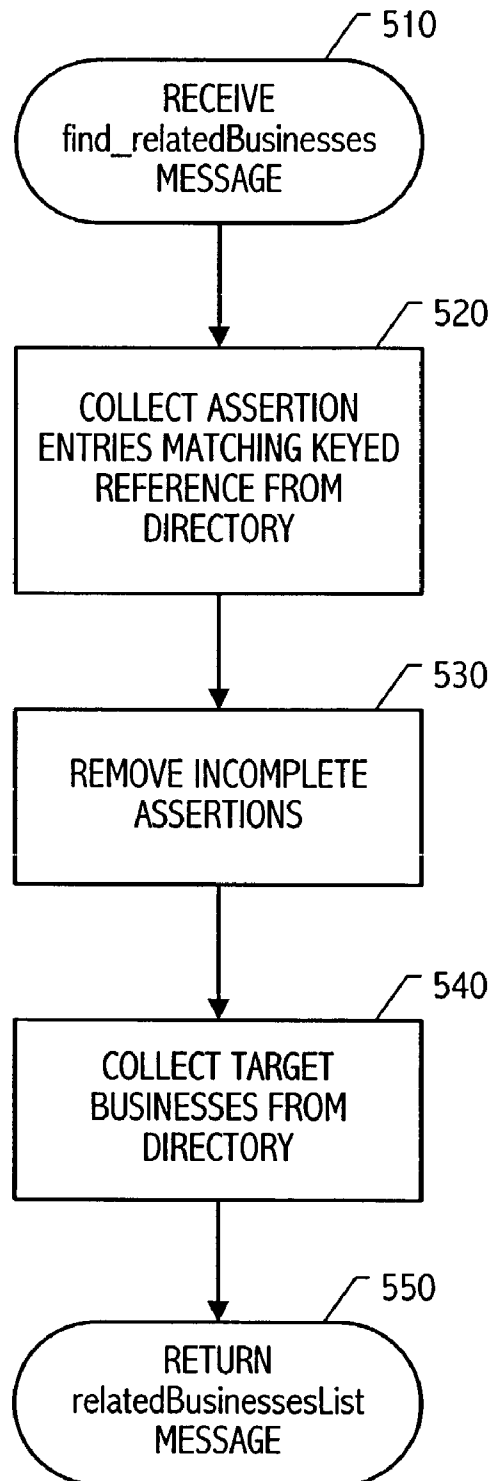 510
RECEIVE
find_relatedBusinesses
MESSAGE
520
COLLECT ASSERTION
ENTRIES MATCHING KEYED
REFERENCE FROM
DIRECTORY
530
REMOVE INCOMPLETE
ASSERTIONS
540
COLLECT TARGET
BUSINESSES FROM
DIRECTORY
550
RETURN
relatedBusinessesList
MESSAGE